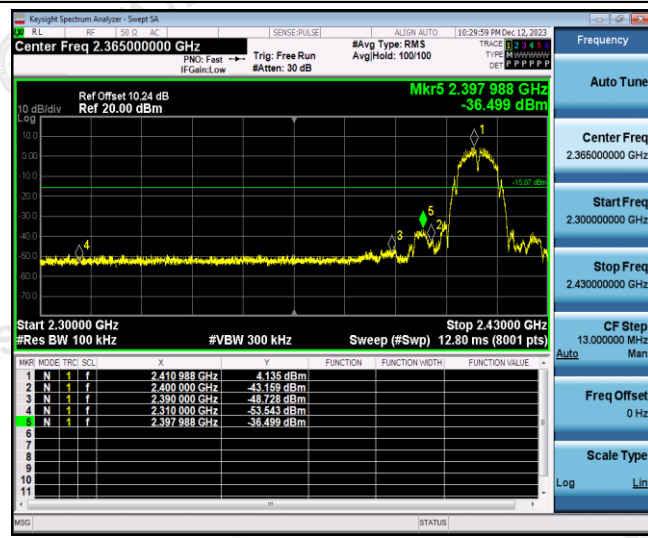 Keysight Spectrum Analyzer - Swept SA
RL RF 50 Ω AC SENSE:PULSE ALIGN AUTO 10:29:59 PM Dec 12, 2023
Center Freq 2.365000000 GHz
PNO: Fast
IFGain:Low
Trig: Free Run
#Atten: 30 dB
#Avg Type: RMS
Avg|Hold: 100/100
TRACE 1 2 3 4 5 6
TYPE M W W W W W
DET P P P P P P
Ref Offset 10.24 dB
10 dB/div Ref 20.00 dBm
Mkr5 2.397 988 GHz
-36.499 dBm
Log
10.0
0.00
-10.0
-20.0
-30.0
-40.0
-50.0
-60.0
-70.0
1
-15.87 dBm
5
2
3
4
Start 2.30000 GHz Stop 2.43000 GHz
#Res BW 100 kHz #VBW 300 kHz Sweep (#Swp) 12.80 ms (8001 pts)
MKR MODE TRC SCL X Y FUNCTION FUNCTION WIDTH FUNCTION VALUE
1 N 1 f 2.410 988 GHz 4.135 dBm
2 N 1 f 2.400 000 GHz -43.159 dBm
3 N 1 f 2.390 000 GHz -48.728 dBm
4 N 1 f 2.310 000 GHz -53.543 dBm
5 N 1 f 2.397 988 GHz -36.499 dBm
6
7
8
9
10
11
MSG STATUS
Frequency
Auto Tune
Center Freq
2.365000000 GHz
Start Freq
2.300000000 GHz
Stop Freq
2.430000000 GHz
CF Step
13.000000 MHz
Auto Man
Freq Offset
0 Hz
Scale Type
Log Lin